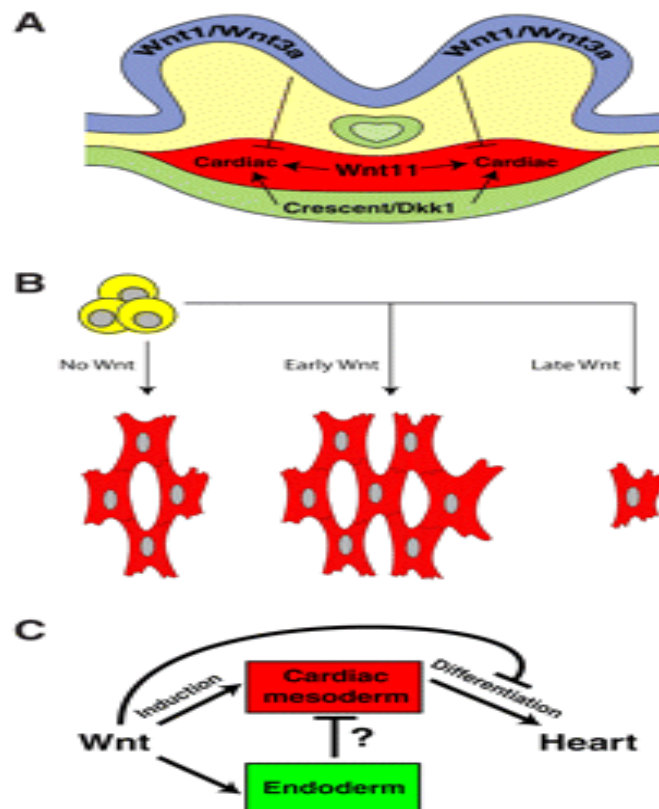 A
Wnt1/Wnt3a Wnt1/Wnt3a
Cardiac Wnt11 Cardiac
Crescent/Dkk1
B
No Wnt Early Wnt Late Wnt
C
Induction Cardiac mesoderm Differentiation
Wnt ? Heart
Endoderm